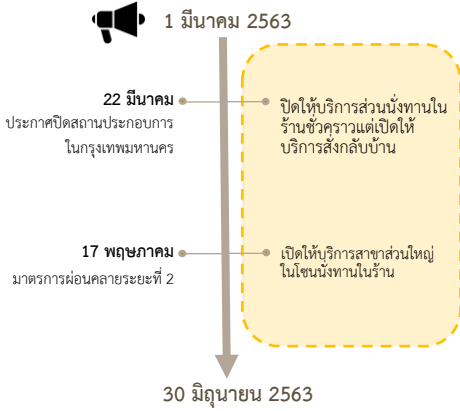 1 มีนาคม 2563
22 มีนาคม
ประกาศปิดสถานประกอบการ
ในกรุงเทพมหานคร
ปิดให้บริการส่วนนั่งทานใน
ร้านชั่วคราวแต่เปิดให้
บริการสั่งกลับบ้าน
17 พฤษภาคม
มาตรการผ่อนคลายระยะที่ 2
เปิดให้บริการสาขาส่วนใหญ่
ในโซนนั่งทานในร้าน
30 มิถุนายน 2563